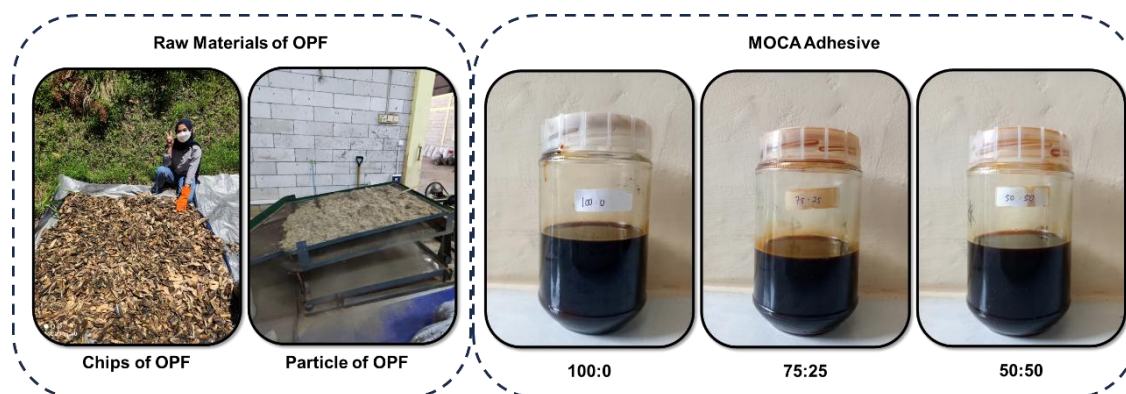 Raw Materials of OPF
MOCA Adhesive
100:0
75:25
50:50
Chips of OPF
Particle of OPF
100:0
75:25
50:50